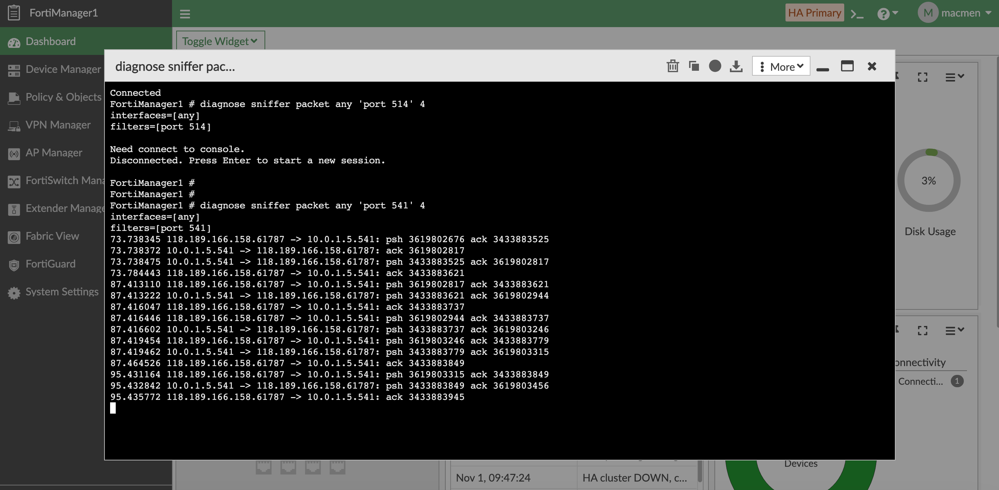 FortiManager1
HA Primary
M
macmen
Dashboard
Toggle Widget
Device Manager
Policy & Objects
VPN Manager
AP Manager
FortiSwitch Mana
Extender Manage
Fabric View
FortiGuard
System Settings
diagnose sniffer pac...
More
Connected
FortiManager1 # diagnose sniffer packet any 'port 514' 4
interfaces=[any]
filters=[port 514]
Need connect to console.
Disconnected. Press Enter to start a new session.
FortiManager1 #
FortiManager1 #
FortiManager1 # diagnose sniffer packet any 'port 541' 4
interfaces=[any]
filters=[port 541]
73.738345 118.189.166.158.61787 -> 10.0.1.5.541: psh 3619802676 ack 3433883525
73.738372 10.0.1.5.541 -> 118.189.166.158.61787: ack 3619802817
73.738475 10.0.1.5.541 -> 118.189.166.158.61787: psh 3433883525 ack 3619802817
73.784443 118.189.166.158.61787 -> 10.0.1.5.541: ack 3433883621
87.413110 118.189.166.158.61787 -> 10.0.1.5.541: psh 3619802817 ack 3433883621
87.413222 10.0.1.5.541 -> 118.189.166.158.61787: psh 3433883621 ack 3619802944
87.416047 118.189.166.158.61787 -> 10.0.1.5.541: ack 3433883737
87.416446 118.189.166.158.61787 -> 10.0.1.5.541: psh 3619802944 ack 3433883737
87.416602 10.0.1.5.541 -> 118.189.166.158.61787: psh 3433883737 ack 3619803246
87.419454 118.189.166.158.61787 -> 10.0.1.5.541: psh 3619803246 ack 3433883779
87.419462 10.0.1.5.541 -> 118.189.166.158.61787: psh 3433883779 ack 3619803315
87.464526 118.189.166.158.61787 -> 10.0.1.5.541: ack 3433883849
95.431164 118.189.166.158.61787 -> 10.0.1.5.541: psh 3619803315 ack 3433883849
95.432842 10.0.1.5.541 -> 118.189.166.158.61787: psh 3433883849 ack 3619803456
95.435772 118.189.166.158.61787 -> 10.0.1.5.541: ack 3433883945
3%
Disk Usage
onnectivity
Connecti... 1
Devices
Nov 1, 09:47:24
HA cluster DOWN, c...